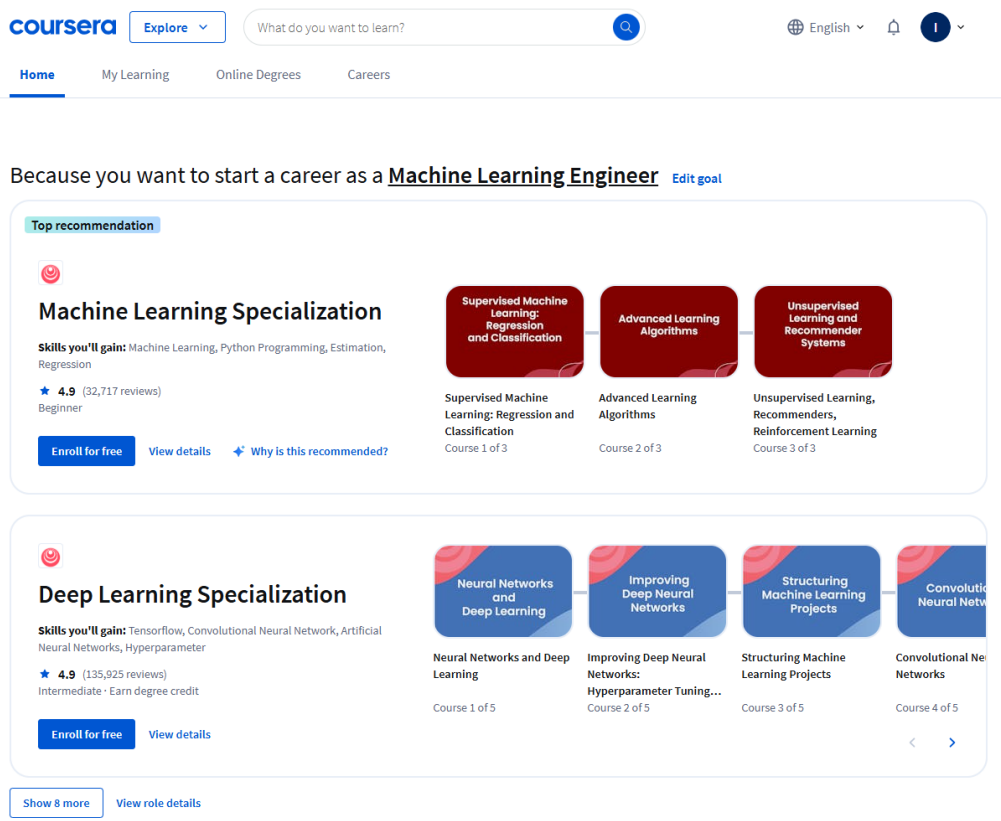 coursera
Explore
What do you want to learn?
English
I
Home
My Learning
Online Degrees
Careers
Because you want to start a career as a Machine Learning Engineer
Edit goal
Top recommendation
Machine Learning Specialization
Skills you'll gain: Machine Learning, Python Programming, Estimation,
Regression
4.9 (32,717 reviews)
Beginner
Enroll for free
View details
Why is this recommended?
Supervised Machine
Learning:
Regression
and Classification
Supervised Machine
Learning: Regression and
Classification
Course 1 of 3
Advanced Learning
Algorithms
Advanced Learning
Algorithms
Course 2 of 3
Unsupervised
Learning and
Recommender
Systems
Unsupervised Learning,
Recommenders,
Reinforcement Learning
Course 3 of 3
Deep Learning Specialization
Skills you'll gain: Tensorflow, Convolutional Neural Network, Artificial
Neural Networks, Hyperparameter
4.9 (135,925 reviews)
Intermediate · Earn degree credit
Enroll for free
View details
Neural Networks
and
Deep Learning
Neural Networks and Deep
Learning
Course 1 of 5
Improving
Deep Neural
Networks
Improving Deep Neural
Networks:
Hyperparameter Tuning...
Course 2 of 5
Structuring
Machine Learning
Projects
Structuring Machine
Learning Projects
Course 3 of 5
Convolutic
Neural Netw
Convolutional Ne
Networks
Course 4 of 5
Show 8 more
View role details